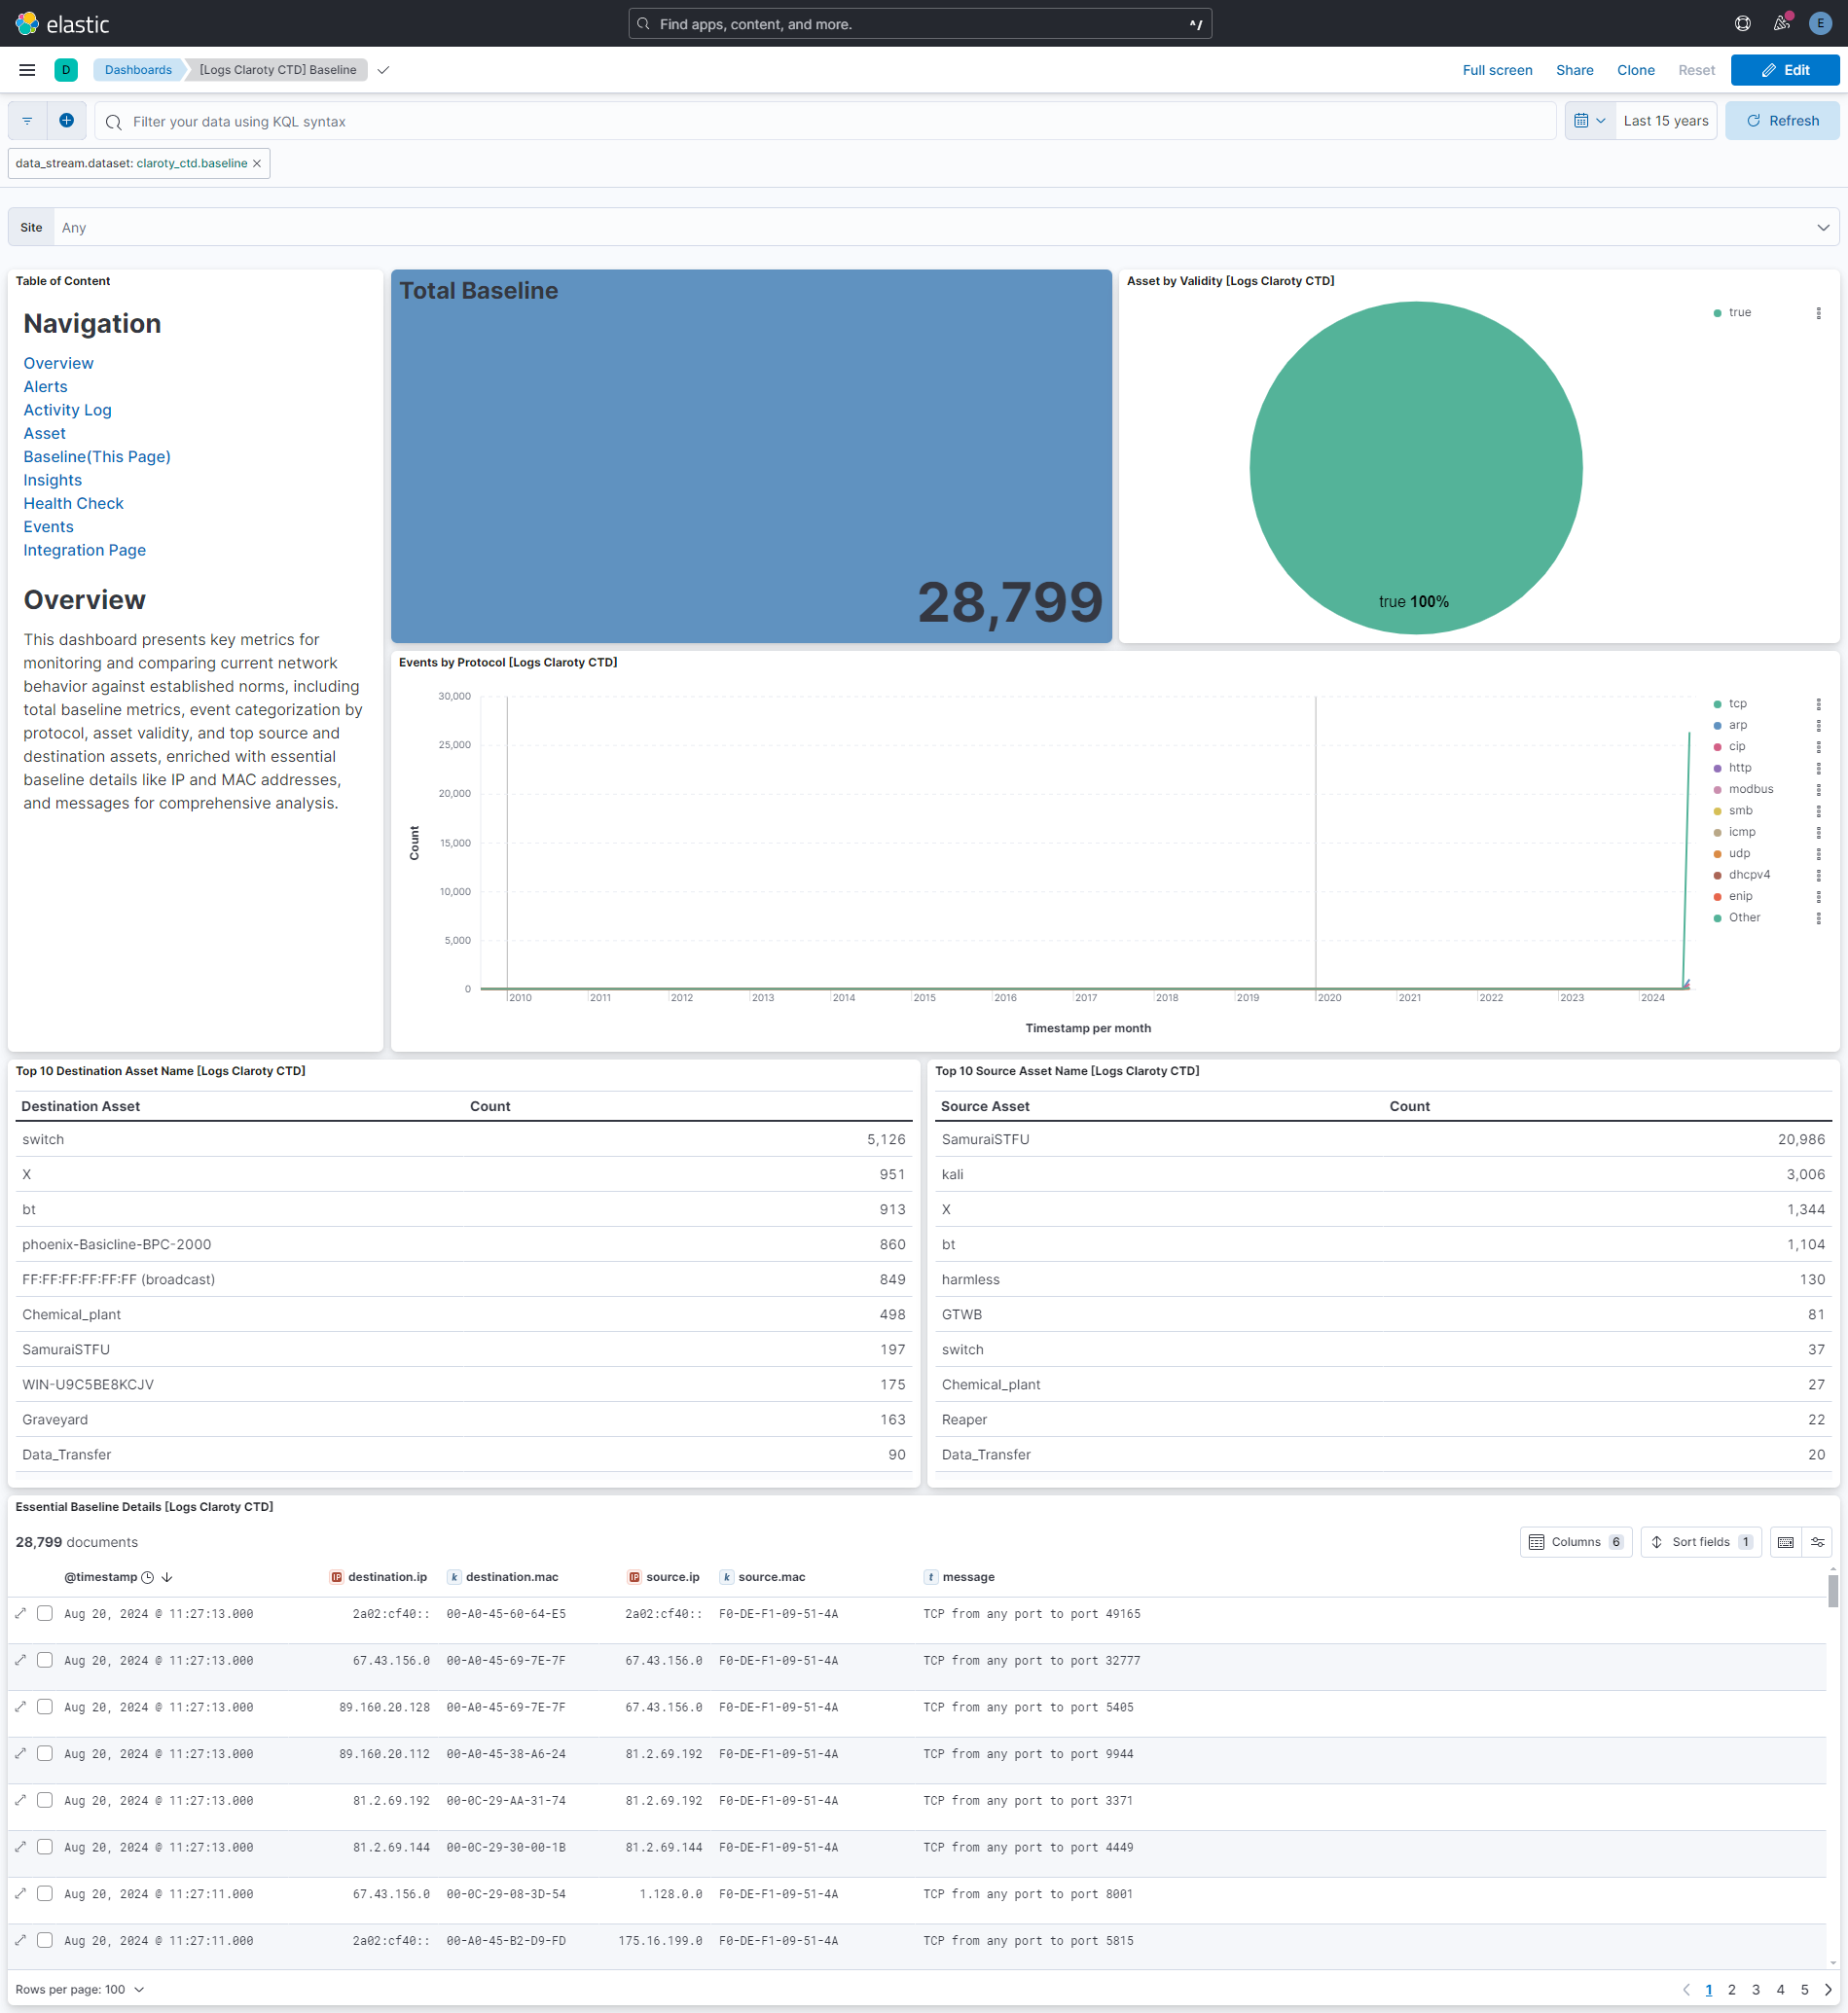 elastic
Find apps, content, and more.
^/
E
D
Dashboards
[Logs Claroty CTD] Baseline
Full screen
Share
Clone
Reset
Edit
Filter your data using KQL syntax
Last 15 years
Refresh
data_stream.dataset: claroty_ctd.baseline
Site
Any
Table of Content
Navigation
Overview
Alerts
Activity Log
Asset
Baseline(This Page)
Insights
Health Check
Events
Integration Page
Overview
This dashboard presents key metrics for
monitoring and comparing current network
behavior against established norms, including
total baseline metrics, event categorization by
protocol, asset validity, and top source and
destination assets, enriched with essential
baseline details like IP and MAC addresses,
and messages for comprehensive analysis.
Total Baseline
28,799
Asset by Validity [Logs Claroty CTD]
true
true 100%
Events by Protocol [Logs Claroty CTD]
30,000
25,000
20,000
15,000
10,000
5,000
0
Count
2010 2011 2012 2013 2014 2015 2016 2017 2018 2019 2020 2021 2022 2023 2024
Timestamp per month
tcp
arp
cip
http
modbus
smb
icmp
udp
dhcpv4
enip
Other
Top 10 Destination Asset Name [Logs Claroty CTD]
Destination Asset Count
switch 5,126
X 951
bt 913
phoenix-Basicline-BPC-2000 860
FF:FF:FF:FF:FF:FF (broadcast) 849
Chemical_plant 498
SamuraiSTFU 197
WIN-U9C5BE8KCJV 175
Graveyard 163
Data_Transfer 90
Top 10 Source Asset Name [Logs Claroty CTD]
Source Asset Count
SamuraiSTFU 20,986
kali 3,006
X 1,344
bt 1,104
harmless 130
GTWB 81
switch 37
Chemical_plant 27
Reaper 22
Data_Transfer 20
Essential Baseline Details [Logs Claroty CTD]
28,799 documents
Columns 6
Sort fields 1
@timestamp IP destination.ip k destination.mac IP source.ip k source.mac t message
Aug 20, 2024 @ 11:27:13.000 2a02:cf40:: 00-A0-45-60-64-E5 2a02:cf40:: F0-DE-F1-09-51-4A TCP from any port to port 49165
Aug 20, 2024 @ 11:27:13.000 67.43.156.0 00-A0-45-69-7E-7F 67.43.156.0 F0-DE-F1-09-51-4A TCP from any port to port 32777
Aug 20, 2024 @ 11:27:13.000 89.160.20.128 00-A0-45-69-7E-7F 67.43.156.0 F0-DE-F1-09-51-4A TCP from any port to port 5405
Aug 20, 2024 @ 11:27:13.000 89.160.20.112 00-A0-45-38-A6-24 81.2.69.192 F0-DE-F1-09-51-4A TCP from any port to port 9944
Aug 20, 2024 @ 11:27:13.000 81.2.69.192 00-0C-29-AA-31-74 81.2.69.192 F0-DE-F1-09-51-4A TCP from any port to port 3371
Aug 20, 2024 @ 11:27:13.000 81.2.69.144 00-0C-29-30-00-1B 81.2.69.144 F0-DE-F1-09-51-4A TCP from any port to port 4449
Aug 20, 2024 @ 11:27:11.000 67.43.156.0 00-0C-29-08-3D-54 1.128.0.0 F0-DE-F1-09-51-4A TCP from any port to port 8001
Aug 20, 2024 @ 11:27:11.000 2a02:cf40:: 00-A0-45-B2-D9-FD 175.16.199.0 F0-DE-F1-09-51-4A TCP from any port to port 5815
Rows per page: 100
1 2 3 4 5